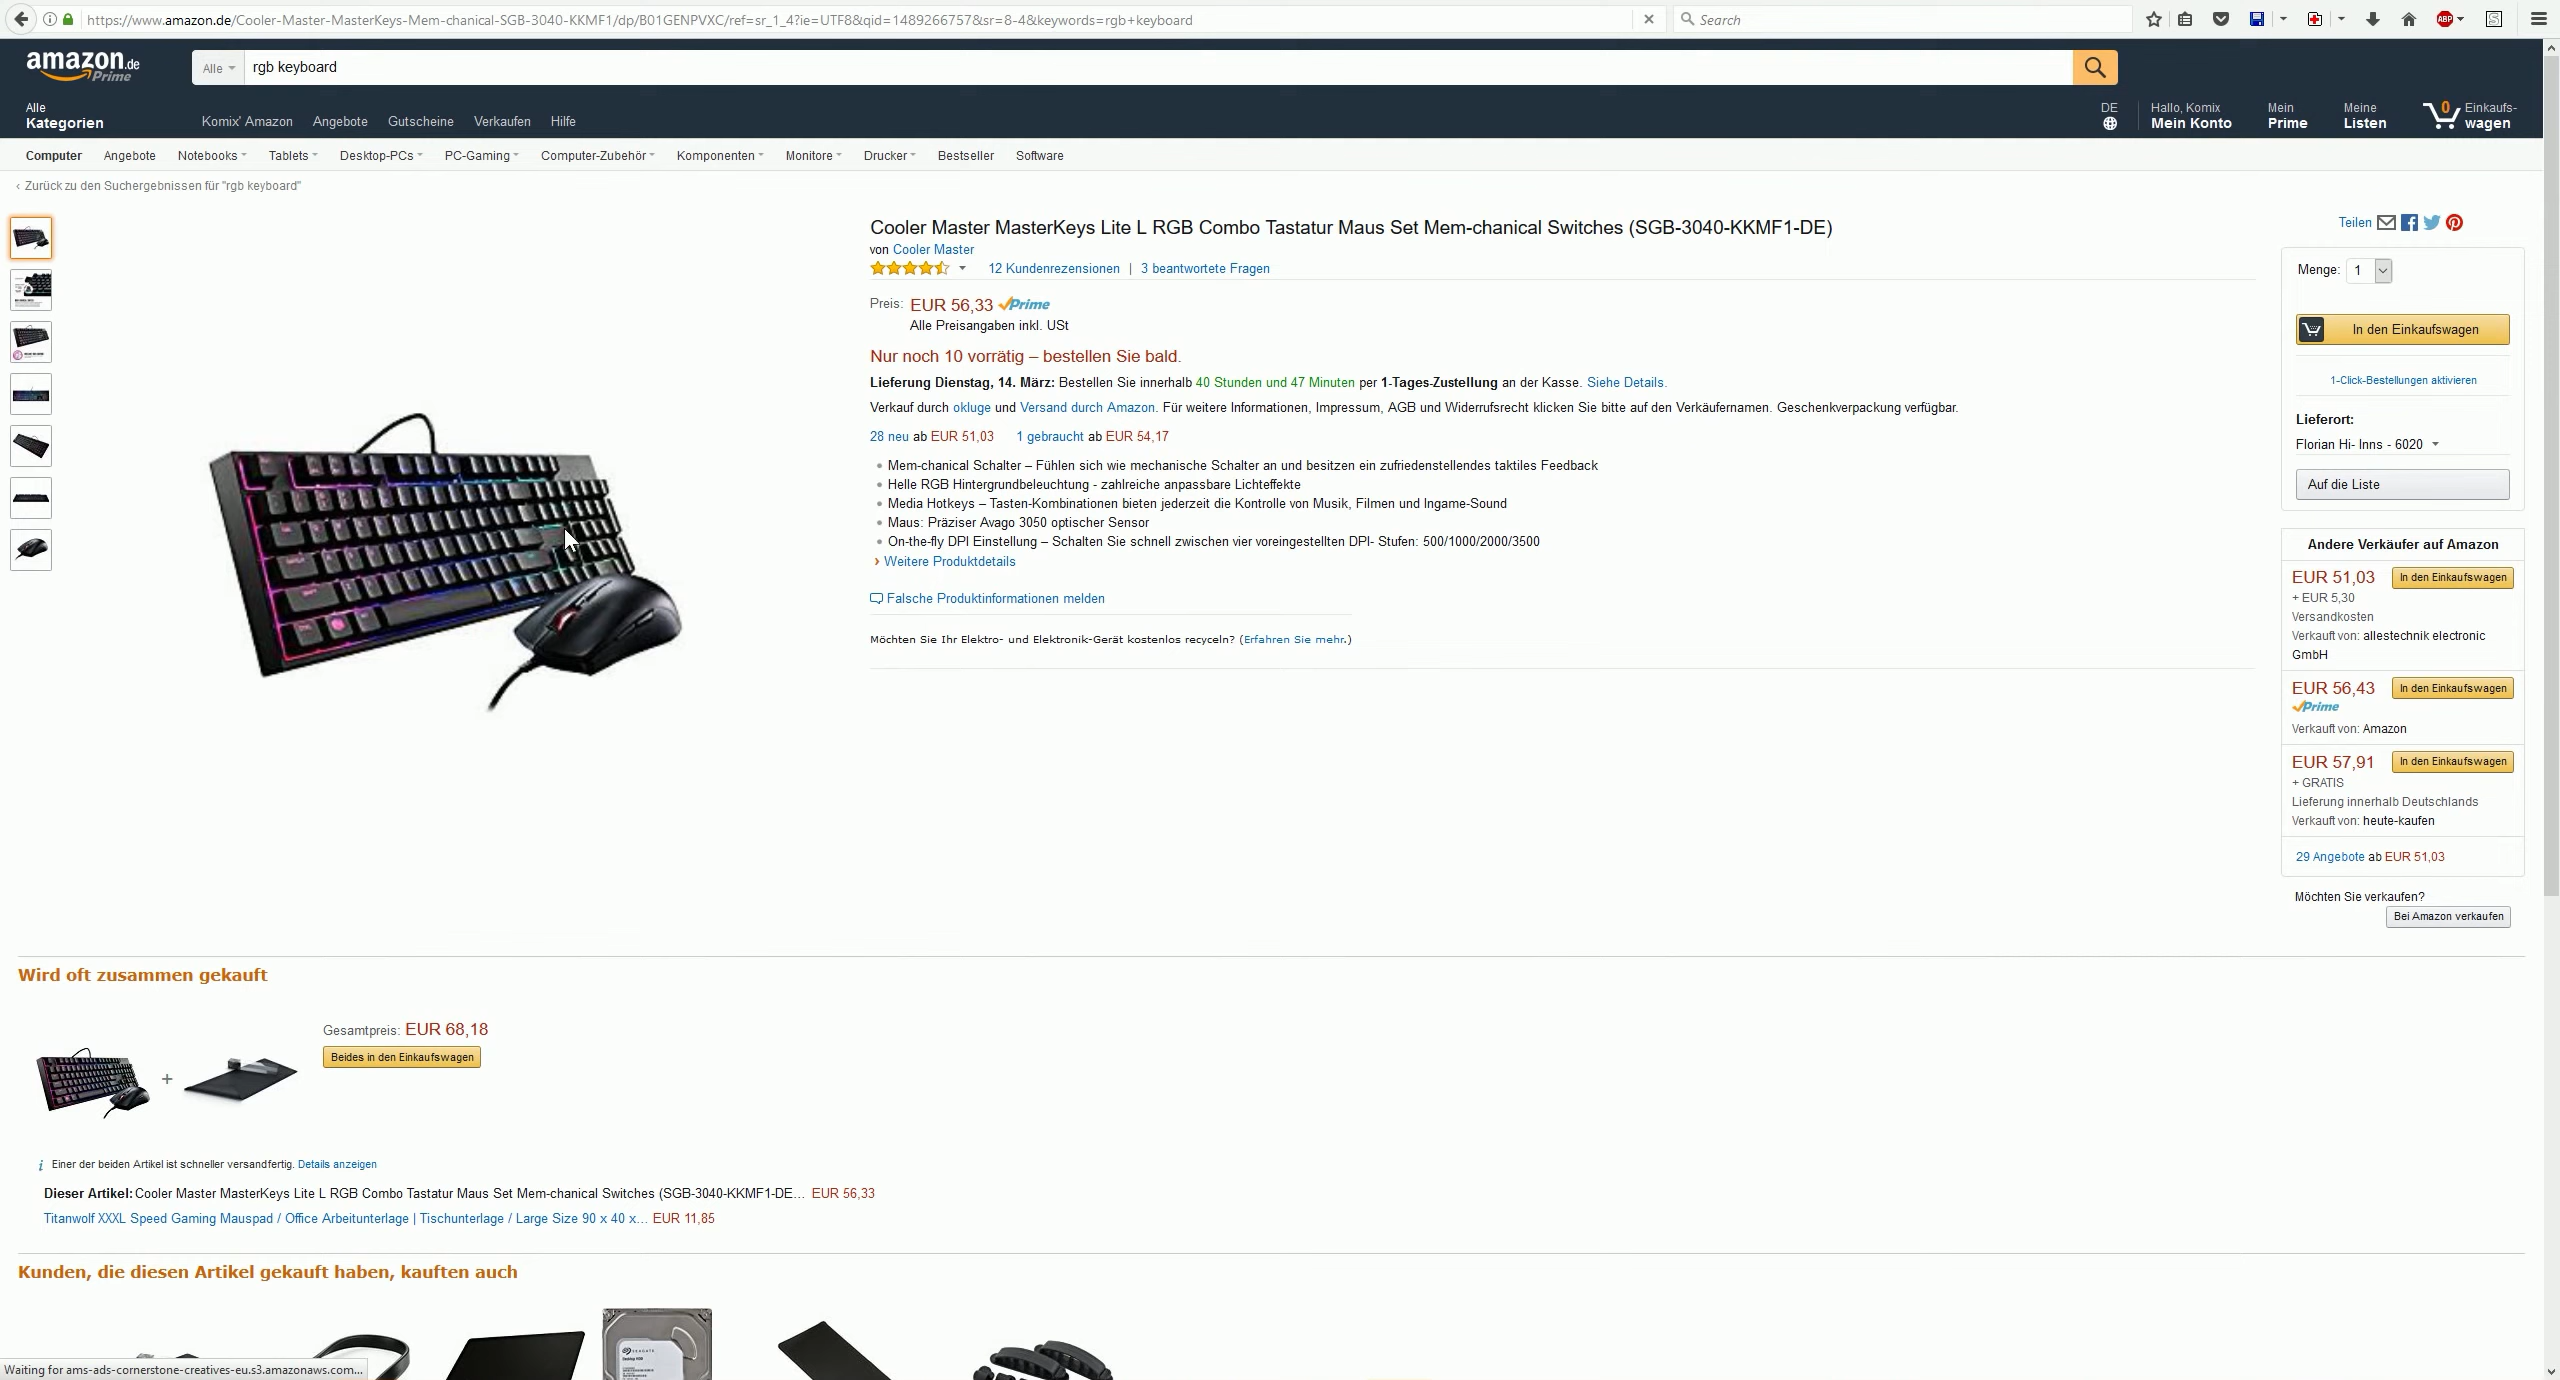 https://www.amazon.de/Cooler-Master-MasterKeys-Mem-chanical-SGB-3040-KKMF1/dp/B01GENPVXC/ref=sr_1_4?ie=UTF8&qid=1489266757&sr=8-4&keywords=rgb+keyboard
Search
ABP
amazon.de
Prime
Alle
rgb keyboard
Alle
Kategorien
Komix' Amazon Angebote Gutscheine Verkaufen Hilfe
DE
Hallo, Komix
Mein Konto
Mein
Prime
Meine
Listen
0
Einkaufs-
wagen
Computer Angebote Notebooks Tablets Desktop-PCs PC-Gaming Computer-Zubehör Komponenten Monitore Drucker Bestseller Software
‹ Zurück zu den Suchergebnissen für "rgb keyboard"
Cooler Master MasterKeys Lite L RGB Combo Tastatur Maus Set Mem-chanical Switches (SGB-3040-KKMF1-DE)
von Cooler Master
12 Kundenrezensionen | 3 beantwortete Fragen
Preis: EUR 56,33 Prime
Alle Preisangaben inkl. USt
Nur noch 10 vorrätig – bestellen Sie bald.
Lieferung Dienstag, 14. März: Bestellen Sie innerhalb 40 Stunden und 47 Minuten per 1-Tages-Zustellung an der Kasse. Siehe Details.
Verkauf durch okluge und Versand durch Amazon. Für weitere Informationen, Impressum, AGB und Widerrufsrecht klicken Sie bitte auf den Verkäufernamen. Geschenkverpackung verfügbar.
28 neu ab EUR 51,03 1 gebraucht ab EUR 54,17
• Mem-chanical Schalter – Fühlen sich wie mechanische Schalter an und besitzen ein zufriedenstellendes taktiles Feedback
• Helle RGB Hintergrundbeleuchtung - zahlreiche anpassbare Lichteffekte
• Media Hotkeys – Tasten-Kombinationen bieten jederzeit die Kontrolle von Musik, Filmen und Ingame-Sound
• Maus: Präziser Avago 3050 optischer Sensor
• On-the-fly DPI Einstellung – Schalten Sie schnell zwischen vier voreingestellten DPI- Stufen: 500/1000/2000/3500
› Weitere Produktdetails
Falsche Produktinformationen melden
Möchten Sie Ihr Elektro- und Elektronik-Gerät kostenlos recyceln? (Erfahren Sie mehr.)
Teilen
Menge: 1
In den Einkaufswagen
1-Click-Bestellungen aktivieren
Lieferort:
Florian Hi- Inns - 6020
Auf die Liste
Andere Verkäufer auf Amazon
EUR 51,03 In den Einkaufswagen
+ EUR 5,30
Versandkosten
Verkauft von: allestechnik electronic
GmbH
EUR 56,43 In den Einkaufswagen
Prime
Verkauft von: Amazon
EUR 57,91 In den Einkaufswagen
+ GRATIS
Lieferung innerhalb Deutschlands
Verkauft von: heute-kaufen
29 Angebote ab EUR 51,03
Möchten Sie verkaufen?
Bei Amazon verkaufen
Wird oft zusammen gekauft
+
Gesamtpreis: EUR 68,18
Beides in den Einkaufswagen
i Einer der beiden Artikel ist schneller versandfertig. Details anzeigen
Dieser Artikel: Cooler Master MasterKeys Lite L RGB Combo Tastatur Maus Set Mem-chanical Switches (SGB-3040-KKMF1-DE... EUR 56,33
Titanwolf XXXL Speed Gaming Mauspad / Office Arbeitunterlage | Tischunterlage / Large Size 90 x 40 x... EUR 11,85
Kunden, die diesen Artikel gekauft haben, kauften auch
Waiting for ams-ads-cornerstone-creatives-eu.s3.amazonaws.com...